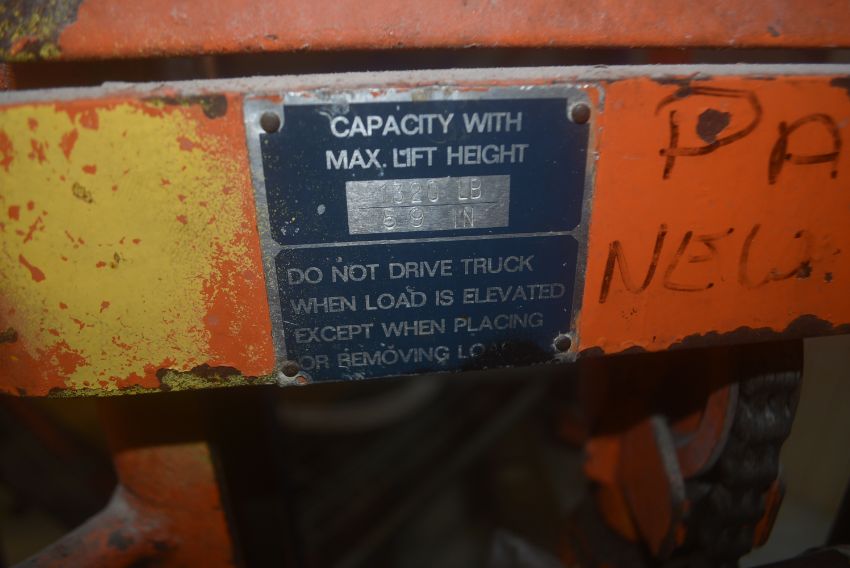 CAPACITY WITH
MAX. LIFT HEIGHT
1320 LB
59 IN
DO NOT DRIVE TRUCK
WHEN LOAD IS ELEVATED
EXCEPT WHEN PLACING
OR REMOVING LOAD
PA
NEW